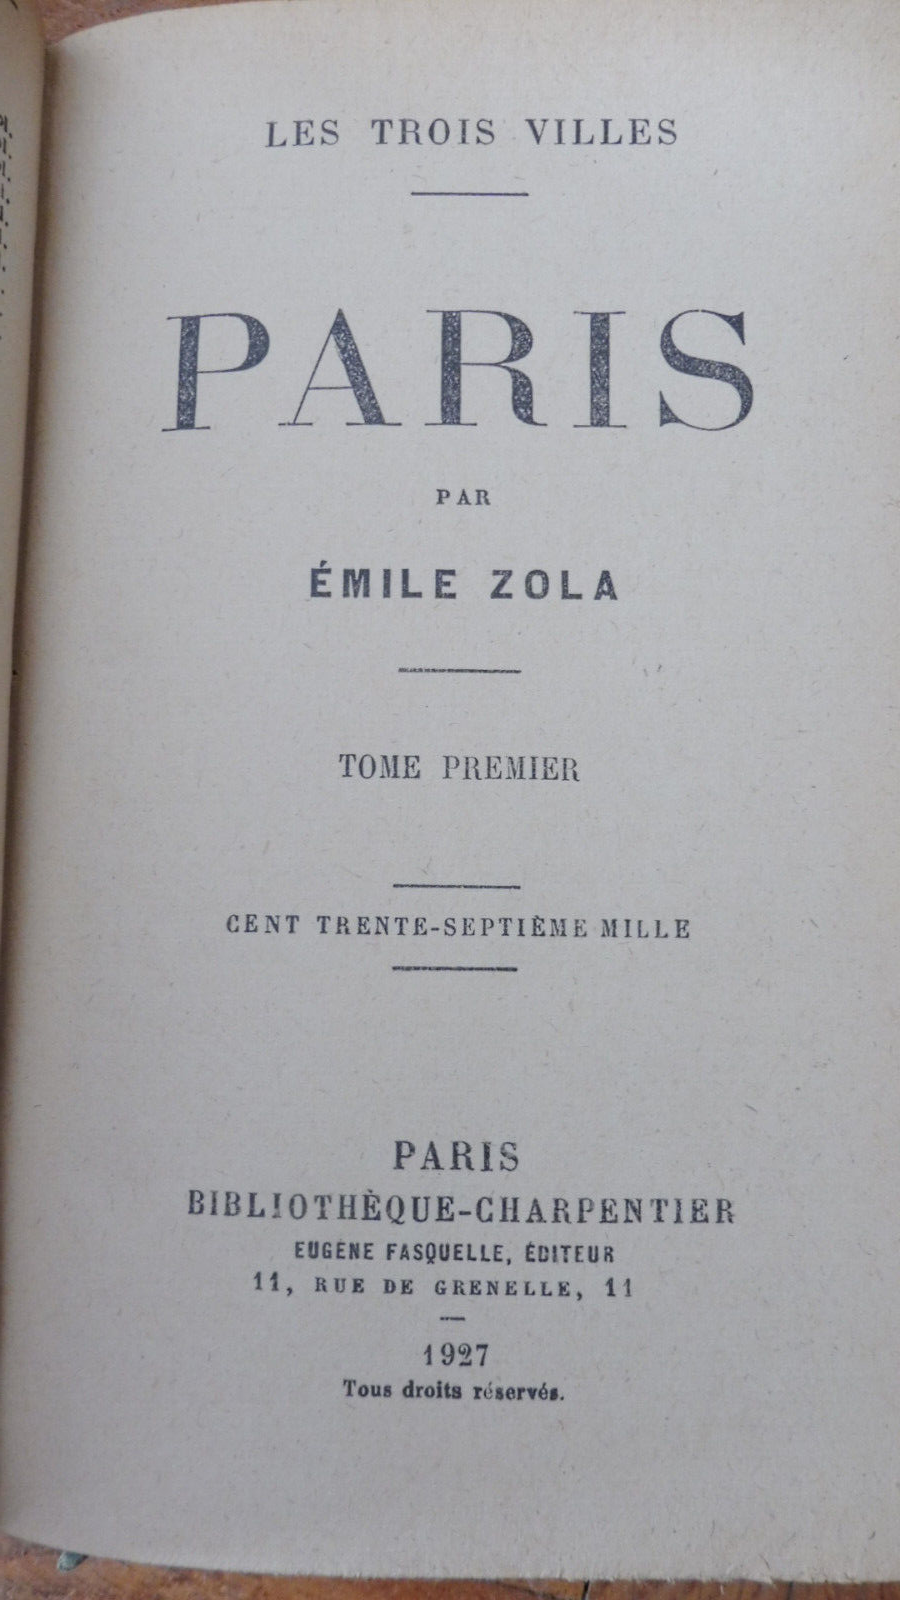 LES TROIS VILLES
PARIS
PAR
ÉMILE ZOLA
TOME PREMIER
CENT TRENTE-SEPTIÈME MILLE
PARIS
BIBLIOTHÈQUE-CHARPENTIER
EUGÈNE FASQUELLE, ÉDITEUR
11, RUE DE GRENELLE, 11
1927
Tous droits réservés.